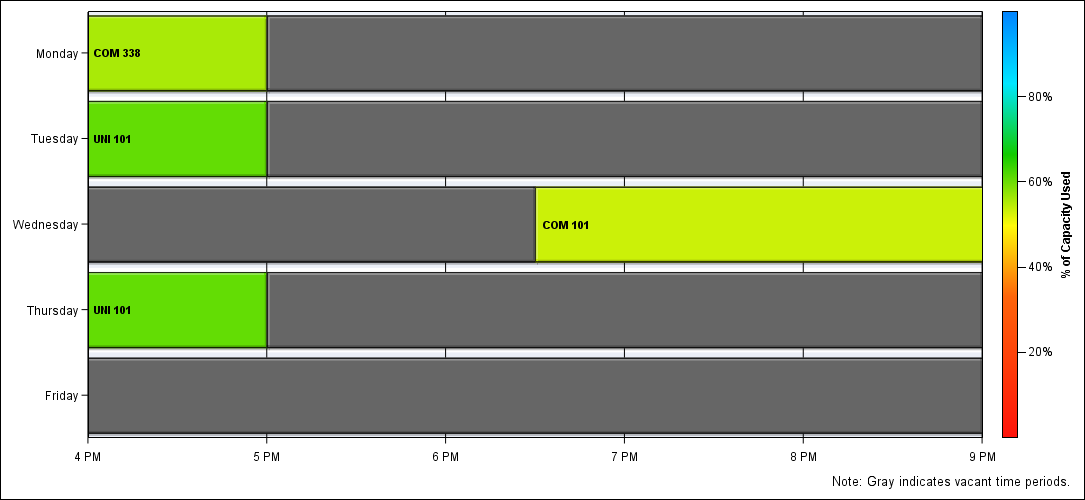 Monday
COM 338
Tuesday
UNI 101
Wednesday
COM 101
Thursday
UNI 101
Friday
4 PM 5 PM 6 PM 7 PM 8 PM 9 PM
80%
60%
40%
20%
% of Capacity Used
Note: Gray indicates vacant time periods.